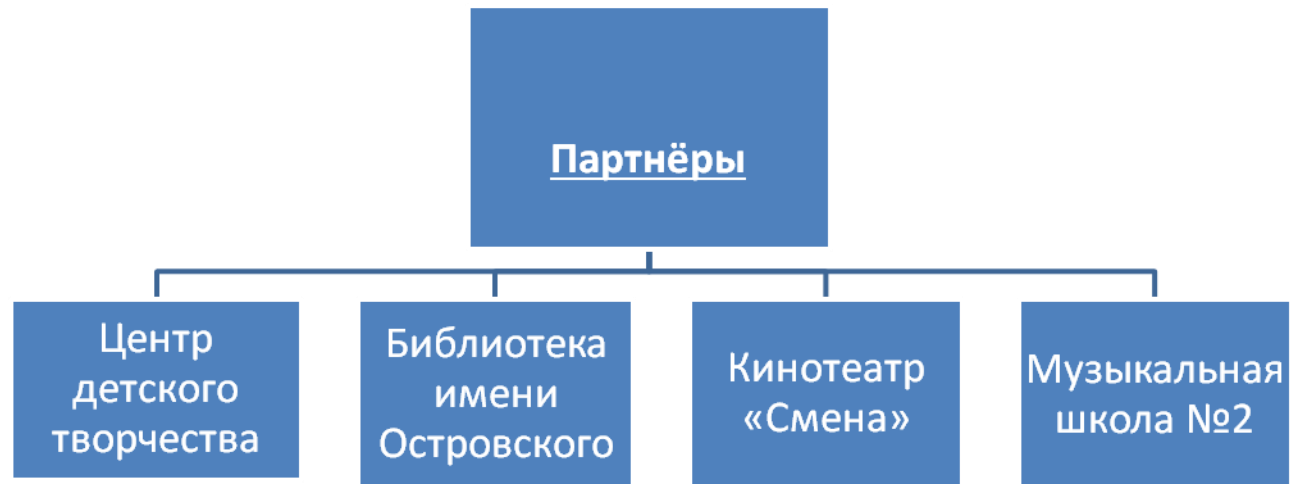 Партнёры
Центр
детского
творчества
Библиотека
имени
Островского
Кинотеатр
«Смена»
Музыкальная
школа №2